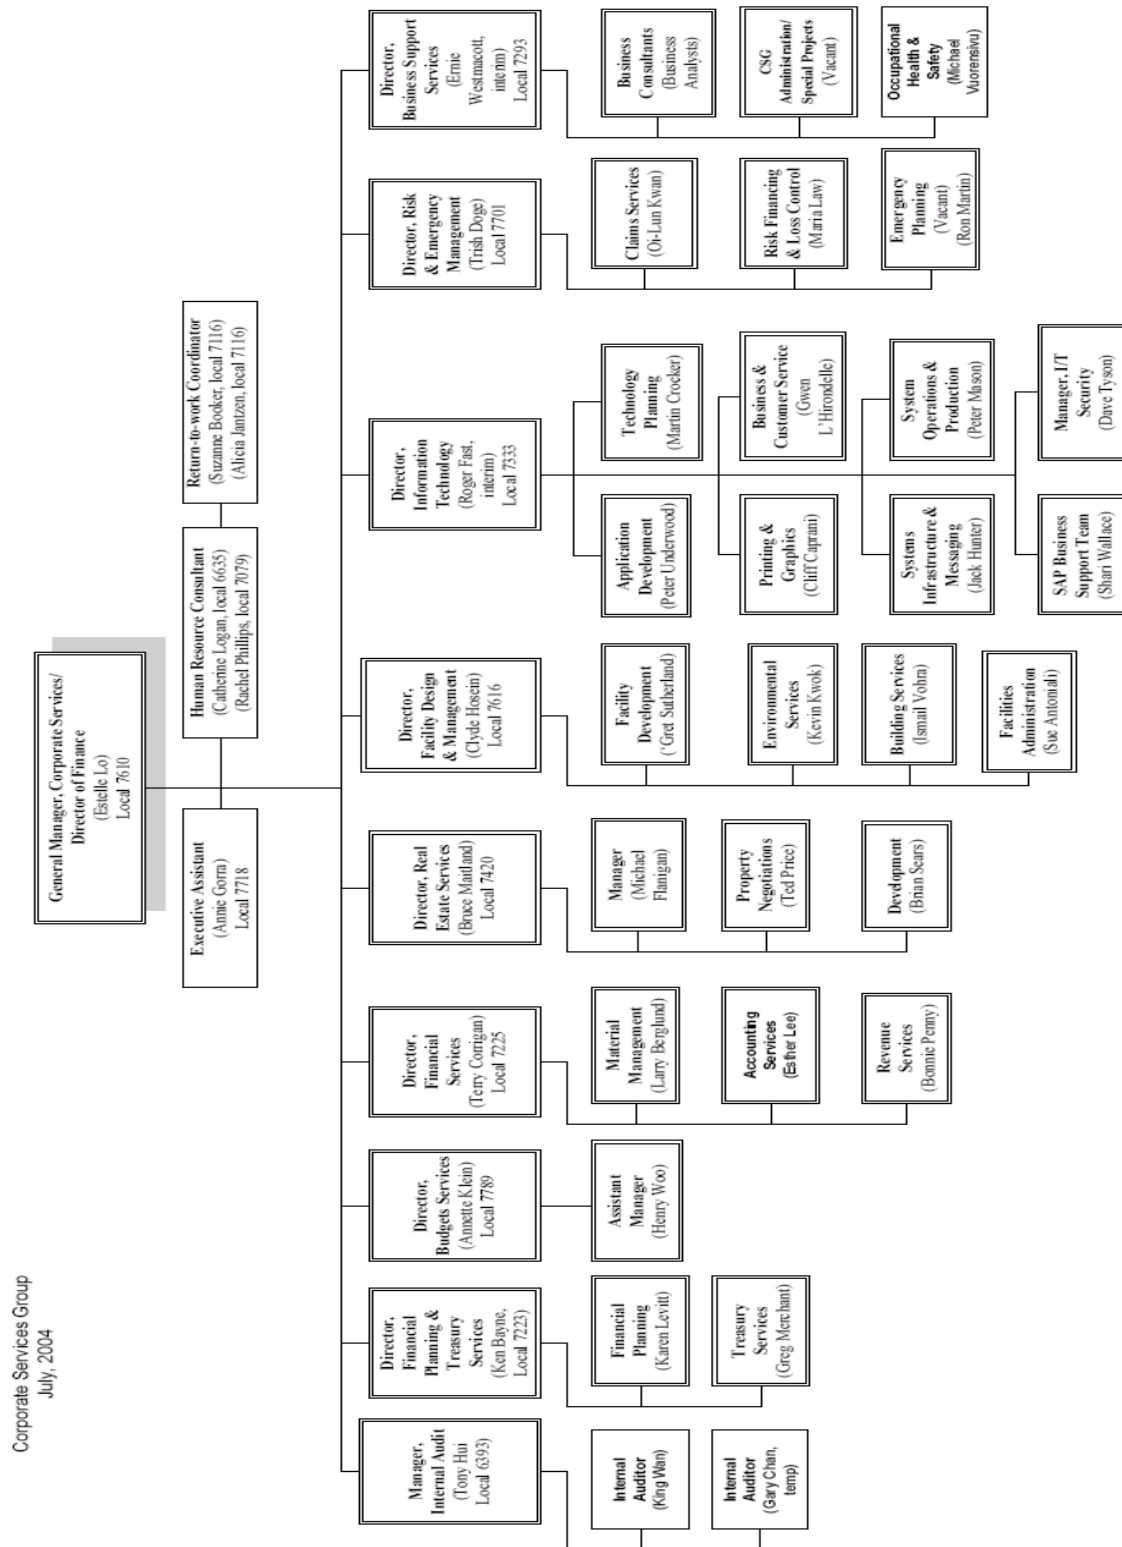 Corporate Services Group
July, 2004
General Manager, Corporate Services/
Director of Finance
(Estelle Lo)
Local 7610
Executive Assistant
(Annie Gorra)
Local 7718
Human Resource Consultant
(Catherine Logan, local 6635)
(Rachel Phillips, local 7079)
Return-to-work Coordinator
(Suzanne Booker, local 7116)
(Alicia Jantzen, local 7116)
Manager,
Internal Audit
(Tony Hui
Local 6393)
Director,
Financial
Planning &
Treasury
Services
(Ken Bayne,
Local 7223)
Director,
Budgets Services
(Annette Klein)
Local 7789
Director,
Financial
Services
(Terry Corrigan)
Local 7225
Director, Real
Estate Services
(Bruce Maitland)
Local 7420
Director,
Facility Design
& Management
(Clyde Hosein)
Local 7616
Director,
Information
Technology
(Roger Fast,
interim)
Local 7333
Director, Risk
& Emergency
Management
(Trish Doge)
Local 7701
Director,
Business Support
Services
(Ernie
Westmacott,
interim)
Local 7293
Internal
Auditor
(King Wan)
Internal
Auditor
(Gary Chan,
temp)
Financial
Planning
(Karen Levitt)
Treasury
Services
(Greg Merchant)
Assistant
Manager
(Henry Woo)
Material
Management
(Larry Berglund)
Accounting
Services
(Esther Lee)
Revenue
Services
(Bonnie Penny)
Manager
(Michael
Flanigan)
Property
Negotiations
(Ted Price)
Development
(Brian Sears)
Facility
Development
("Gret Sutherland)
Environmental
Services
(Kevin Kwok)
Building Services
(Ismail Vohra)
Facilities
Administration
(Sue Antoniali)
Application
Development
(Peter Underwood)
Technology
Planning
(Martin Crocker)
Printing &
Graphics
(Cliff Caprani)
Business &
Customer Service
(Gwen
L'Hirondelle)
Systems
Infrastructure &
Messaging
(Jack Hunter)
System
Operations &
Production
(Peter Mason)
SAP Business
Support Team
(Shari Wallace)
Manager, I/T
Security
(Dave Tyson)
Claims Services
(Oi-Lun Kwan)
Risk Financing
& Loss Control
(Maria Law)
Emergency
Planning
(Vacant)
(Ron Martin)
Business
Consultants
(Business
Analysts)
CSG
Administration/
Special Projects
(Vacant)
Occupational
Health &
Safety
(Michael
Vuorensivu)